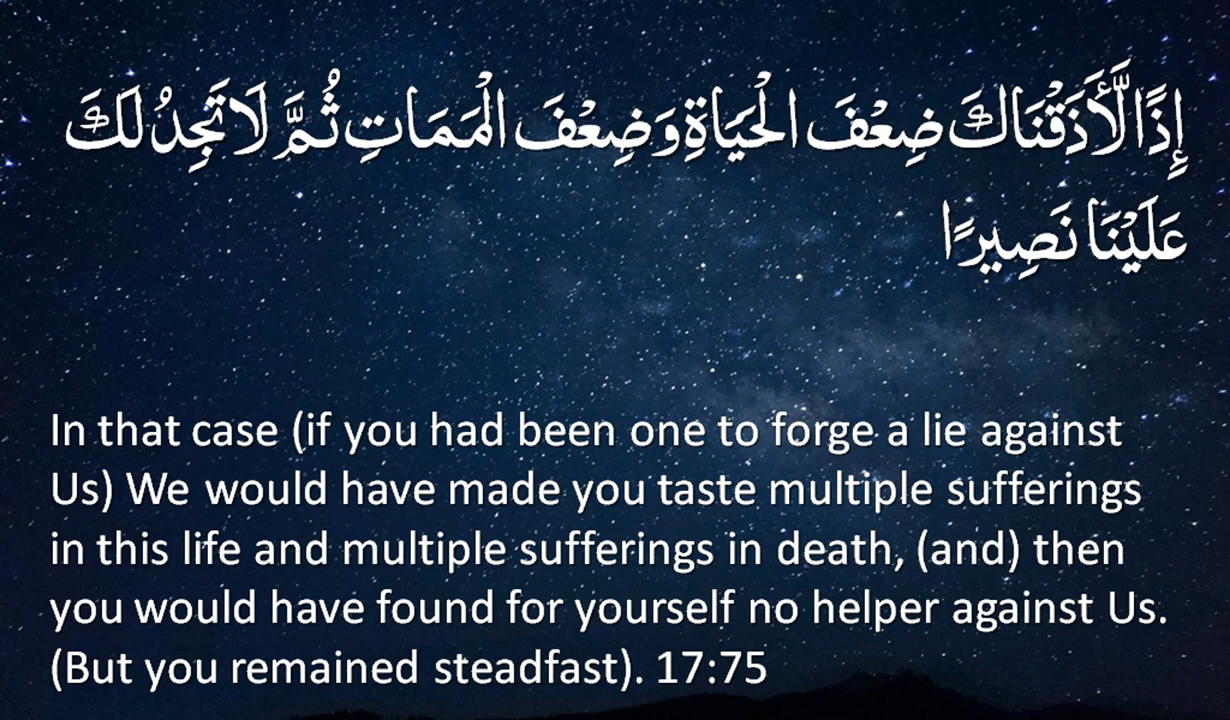 إِذًا لَّأَذَقْنَاكَ ضِعْفَ الْحَيَاةِ وَضِعْفَ الْمَمَاتِ ثُمَّ لَا تَجِدُ لَكَ
عَلَيْنَا نَصِيرًا
In that case (if you had been one to forge a lie against
Us) We would have made you taste multiple sufferings
in this life and multiple sufferings in death, (and) then
you would have found for yourself no helper against Us.
(But you remained steadfast). 17:75